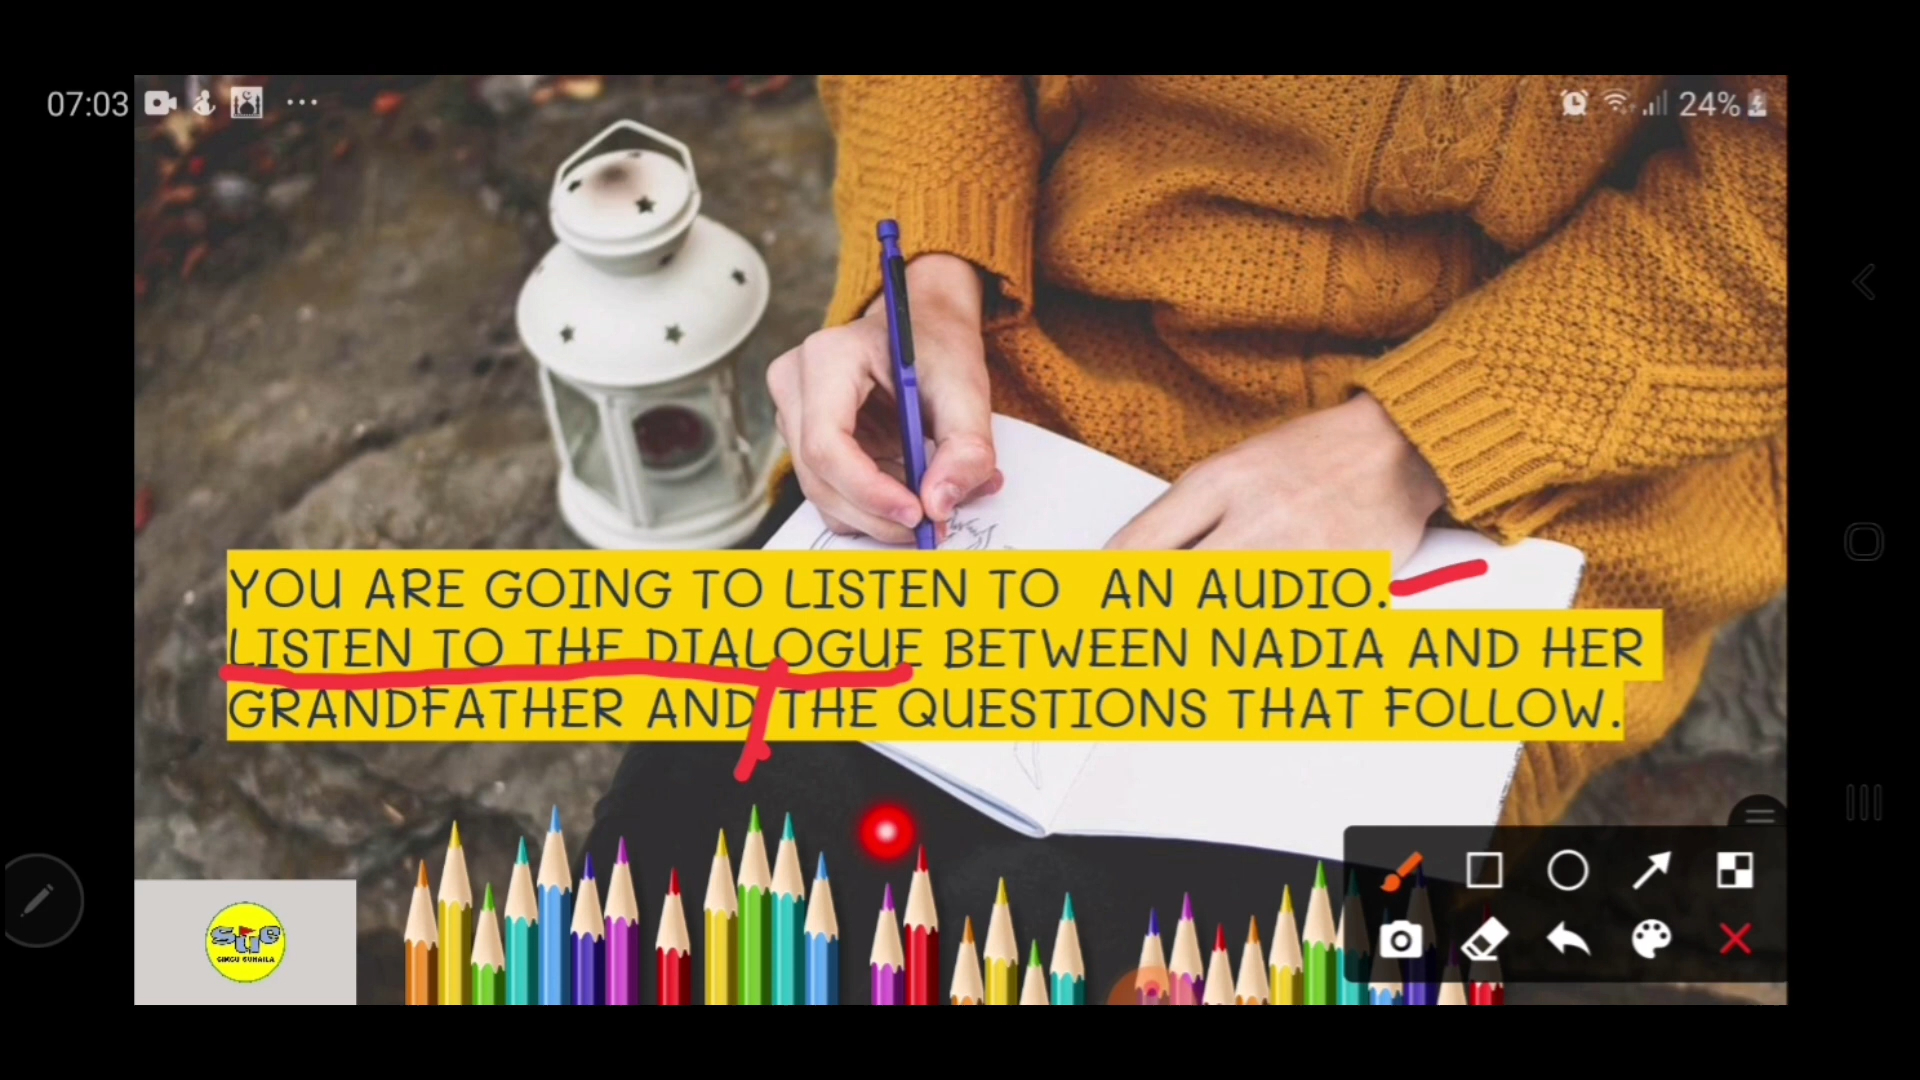 07:03
24%
YOU ARE GOING TO LISTEN TO AN AUDIO.
LISTEN TO THE DIALOGUE BETWEEN NADIA AND HER
GRANDFATHER AND THE QUESTIONS THAT FOLLOW.